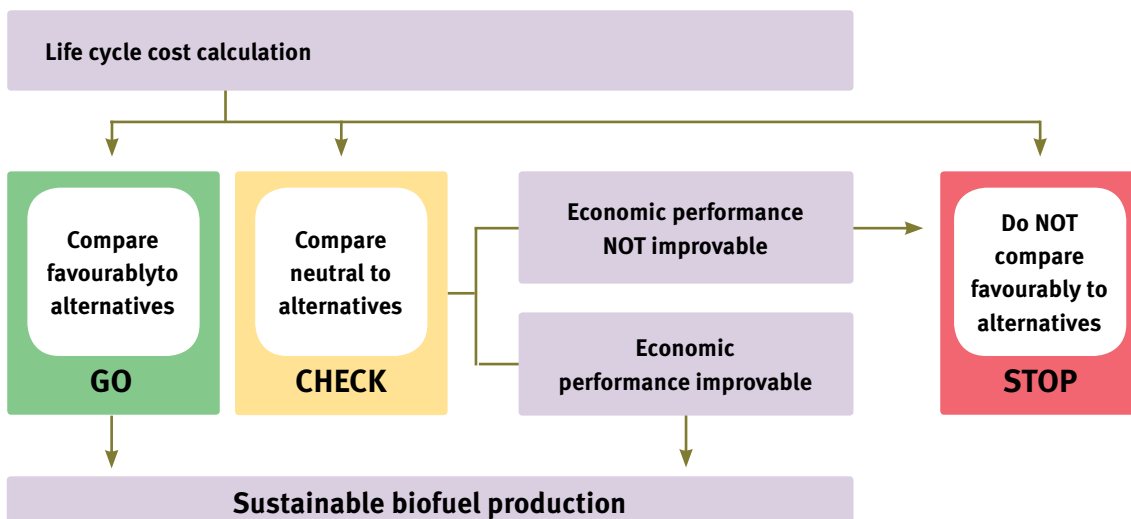 Life cycle cost calculation
Compare
favourablyto
alternatives
GO
Compare
neutral to
alternatives
CHECK
Economic performance
NOT improvable
Economic
performance improvable
Do NOT
compare
favourably to
alternatives
STOP
Sustainable biofuel production